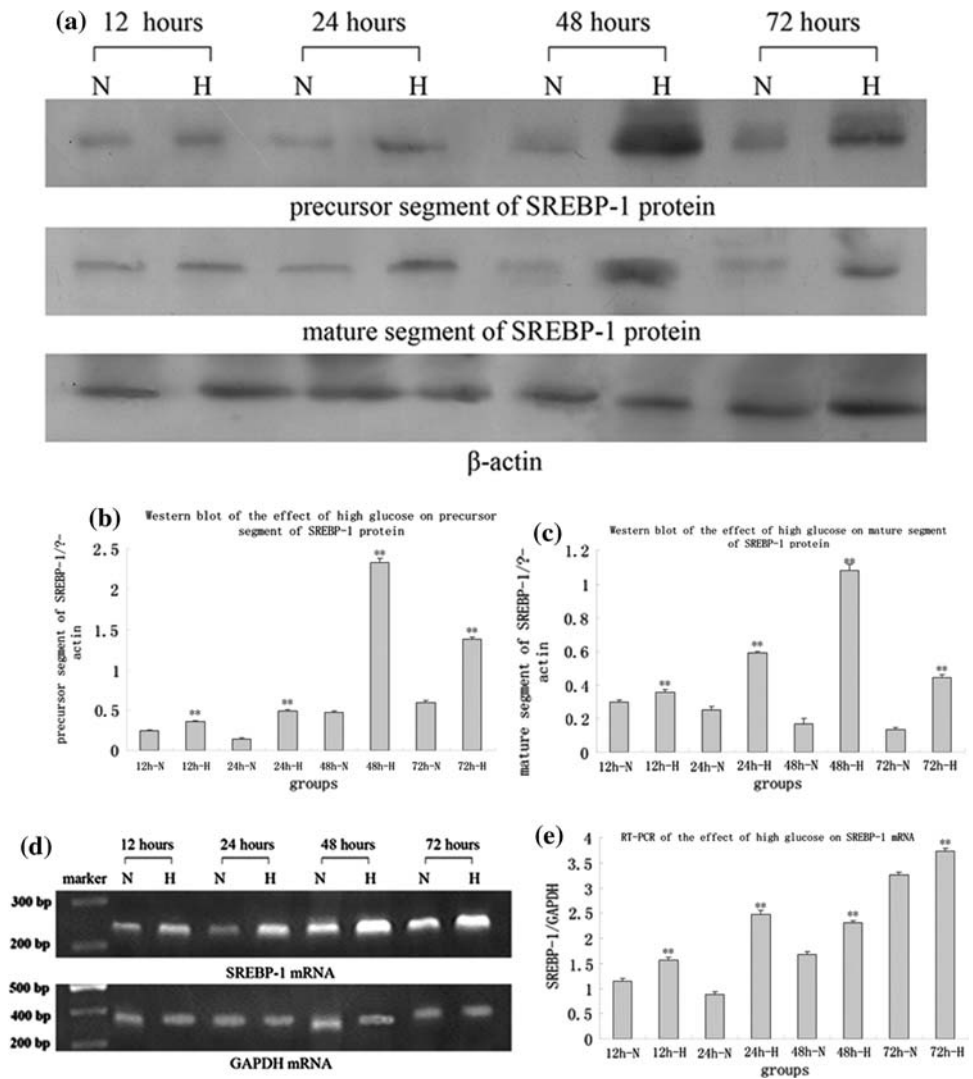 (a) 12 hours 24 hours 48 hours 72 hours
N H N H N H N H
precursor segment of SREBP-1 protein
mature segment of SREBP-1 protein
β-actin
(b) Western blot of the effect of high glucose on precursor
segment of SREBP-1 protein
precursor segment of SREBP-1/?-
actin
2.5
2
1.5
1
0.5
0
** ** ** **
12h-N 12h-H 24h-N 24h-H 48h-N 48h-H 72h-N 72h-H
groups
(c) Western blot of the effect of high glucose on mature segment
of SREBP-1 protein
mature segment of SREBP-1/?-
actin
1.2
1
0.8
0.6
0.4
0.2
0
** ** ** **
12h-N 12h-H 24h-N 24h-H 48h-N 48h-H 72h-N 72h-H
groups
(d) 12 hours 24 hours 48 hours 72 hours
marker N H N H N H N H
300 bp
200 bp
SREBP-1 mRNA
500 bp
400 bp
200 bp
GAPDH mRNA
(e) RT-PCR of the effect of high glucose on SREBP-1 mRNA
SREBP-1/GAPDH
4
3.5
3
2.5
2
1.5
1
0.5
0
** ** ** **
12h-N 12h-H 24h-N 24h-H 48h-N 48h-H 72h-N 72h-H
groups